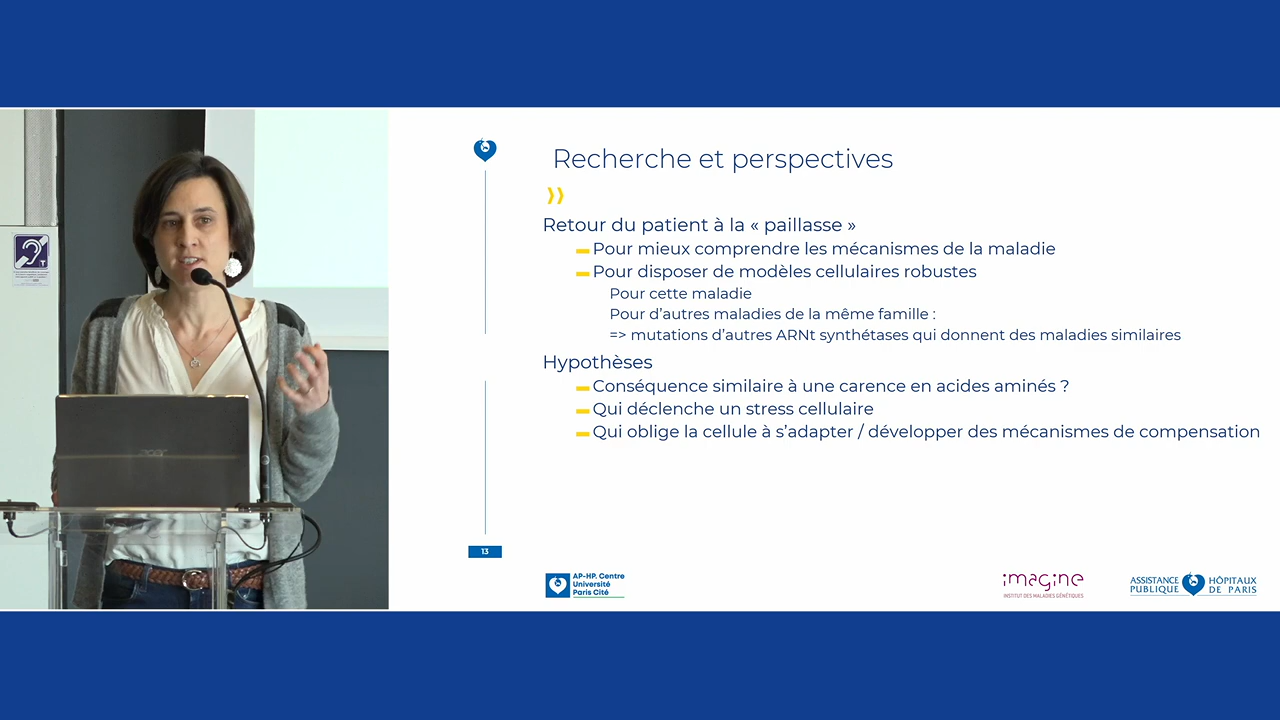 Recherche et perspectives
Retour du patient à la « paillasse »
Pour mieux comprendre les mécanismes de la maladie
Pour disposer de modèles cellulaires robustes
Pour cette maladie
Pour d’autres maladies de la même famille :
=> mutations d’autres ARNt synthétases qui donnent des maladies similaires
Hypothèses
Conséquence similaire à une carence en acides aminés ?
Qui déclenche un stress cellulaire
Qui oblige la cellule à s’adapter / développer des mécanismes de compensation
13
AP-HP. Centre
Université
Paris Cité
imagine
INSTITUT DES MALADIES GÉNÉTIQUES
ASSISTANCE PUBLIQUE
HÔPITAUX DE PARIS
acer
T